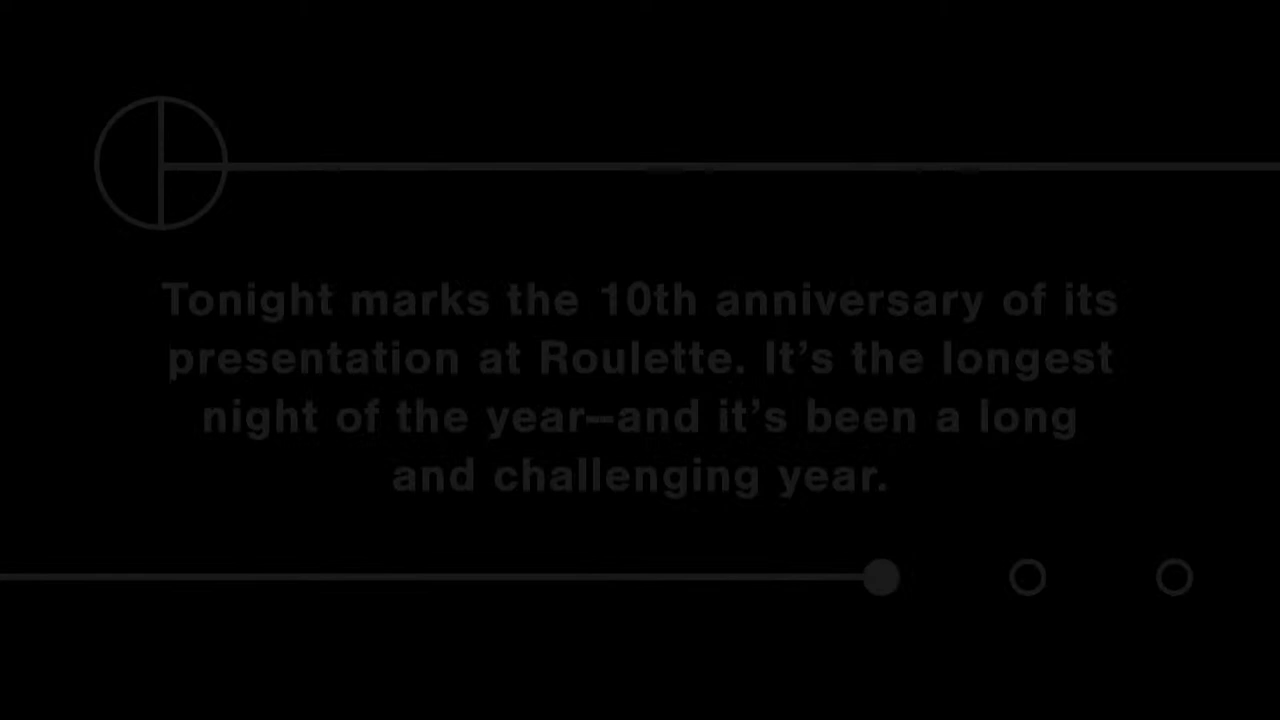 Tonight marks the 10th anniversary of its
presentation at Roulette. It’s the longest
night of the year–and it’s been a long
and challenging year.